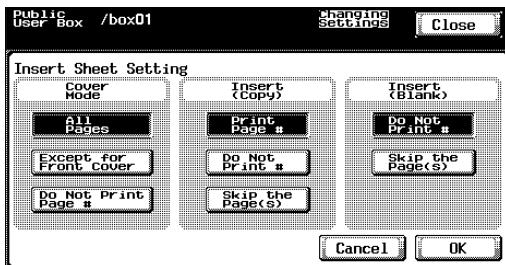 Public
User Box /box01
Changing
Settings
Close
Insert Sheet Setting
Cover
Mode
All
Pages
Except for
Front Cover
Do Not Print
Page #
Insert
(Copy)
Print
Page #
Do Not
Print #
Skip the
Page(s)
Insert
(Blank)
Do Not
Print #
Skip the
Page(s)
Cancel
OK